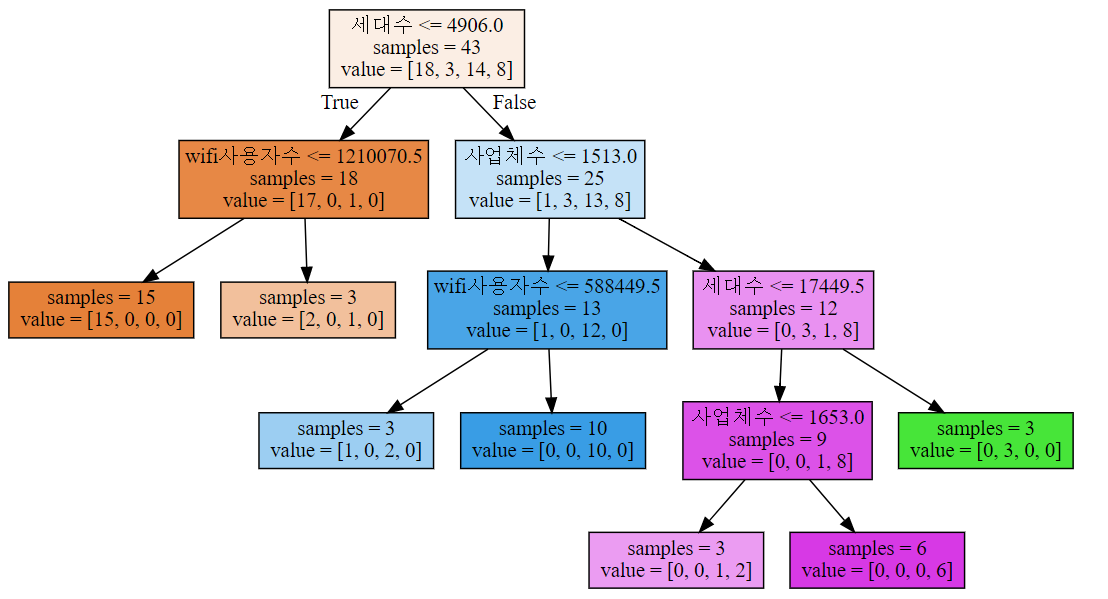 세대수 <= 4906.0
samples = 43
value = [18, 3, 14, 8]
True
False
wifi사용자수 <= 1210070.5
samples = 18
value = [17, 0, 1, 0]
사업체수 <= 1513.0
samples = 25
value = [1, 3, 13, 8]
samples = 15
value = [15, 0, 0, 0]
samples = 3
value = [2, 0, 1, 0]
wifi사용자수 <= 588449.5
samples = 13
value = [1, 0, 12, 0]
세대수 <= 17449.5
samples = 12
value = [0, 3, 1, 8]
samples = 3
value = [1, 0, 2, 0]
samples = 10
value = [0, 0, 10, 0]
사업체수 <= 1653.0
samples = 9
value = [0, 0, 1, 8]
samples = 3
value = [0, 3, 0, 0]
samples = 3
value = [0, 0, 1, 2]
samples = 6
value = [0, 0, 0, 6]